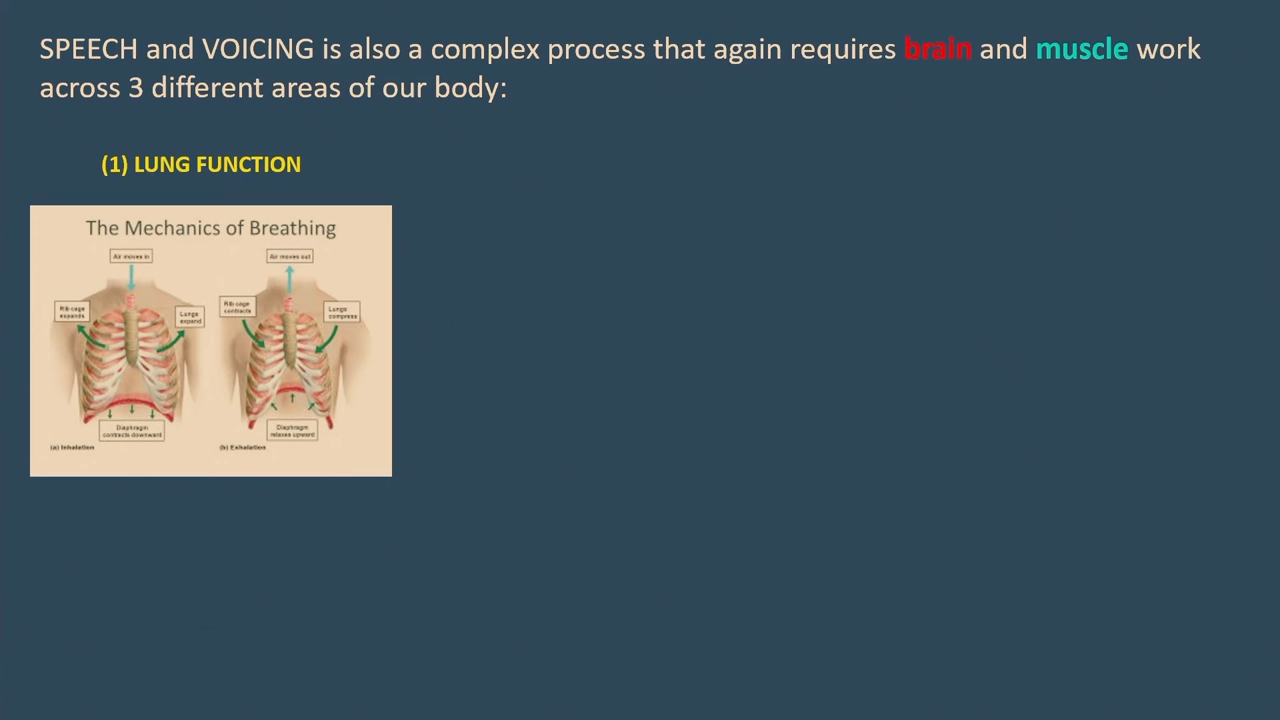 SPEECH and VOICING is also a complex process that again requires brain and muscle work
across 3 different areas of our body:
(1) LUNG FUNCTION
The Mechanics of Breathing
Air moves in
Air moves out
Rib cage
expands
Lungs
expand
Rib cage
contracts
Lungs
compress
Diaphragm
contracts downward
Diaphragm
relaxes upward
(a) Inhalation
(b) Exhalation